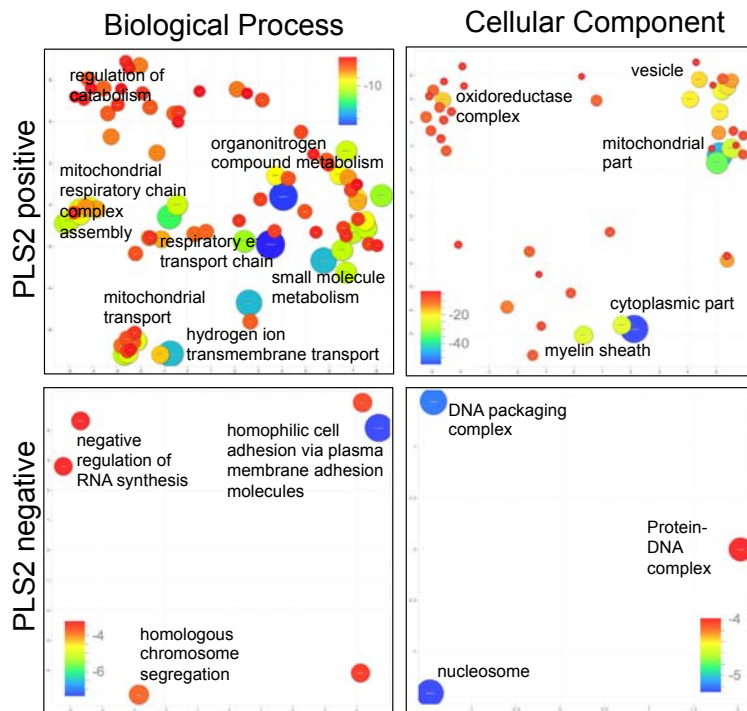 Biological Process
Cellular Component
PLS2 positive
regulation of
catabolism
-10
organonitrogen
compound metabolism
mitochondrial
respiratory chain
complex
assembly
respiratory e
transport chain
small molecule
metabolism
mitochondrial
transport
hydrogen ion
transmembrane transport
vesicle
oxidoreductase
complex
mitochondrial
part
-20
-40
cytoplasmic part
myelin sheath
PLS2 negative
negative
regulation of
RNA synthesis
homophilic cell
adhesion via plasma
membrane adhesion
molecules
-4
-6
homologous
chromosome
segregation
DNA packaging
complex
Protein-
DNA
complex
-4
-5
nucleosome